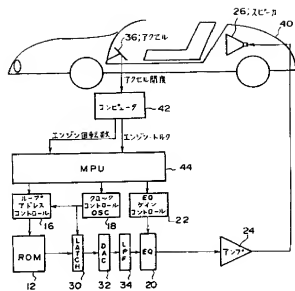 26;スピーカ
40
36;アクセル
アクセル開度
コンピュータ
42
エンジン回転数
エンジン・トルク
MPU
44
ループアドレスコントロール
16
クロックコントロールOSC
18
EQゲインコントロール
22
24
アンプ
ROM
12
LATCH
30
DAC
32
LPF
34
EQ
20